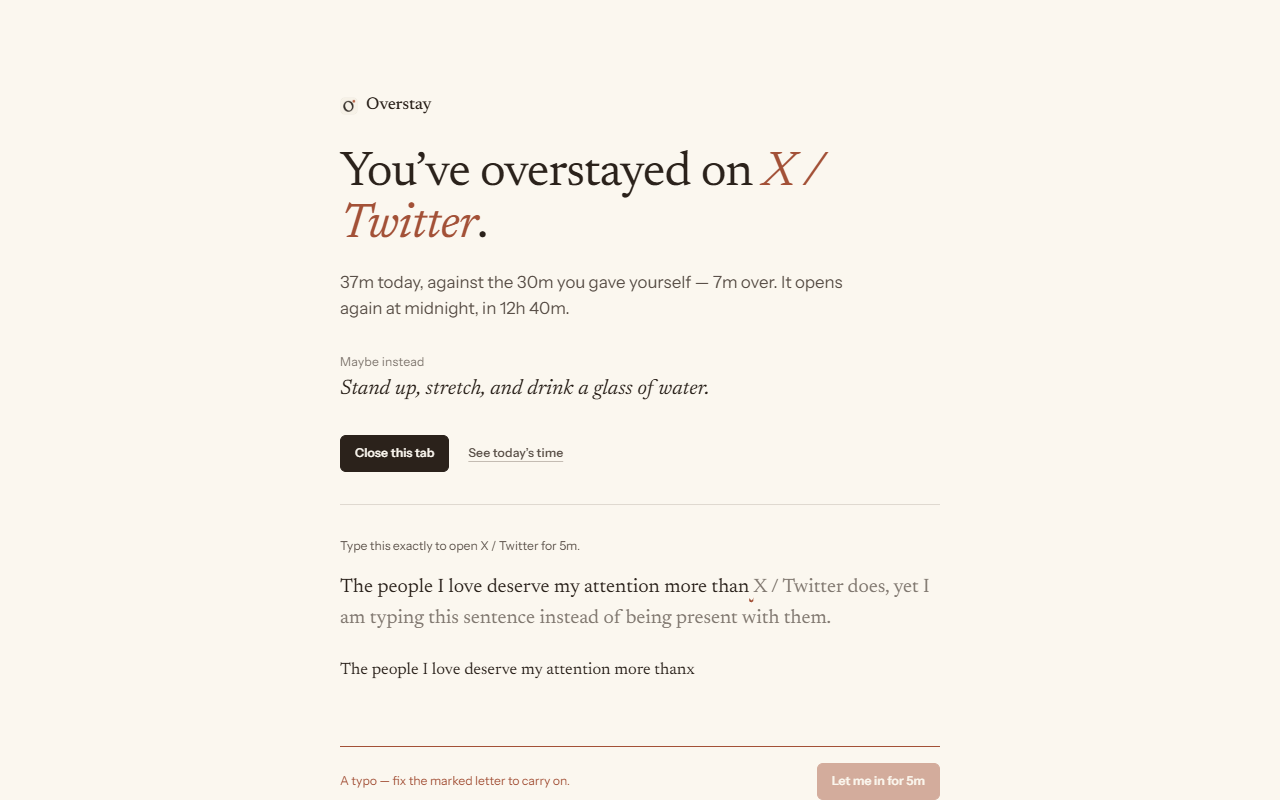 Overstay
You’ve overstayed on X /
Twitter.
37m today, against the 30m you gave yourself — 7m over. It opens
again at midnight, in 12h 40m.
Maybe instead
Stand up, stretch, and drink a glass of water.
Close this tab
See today’s time
Type this exactly to open X / Twitter for 5m.
The people I love deserve my attention more than X / Twitter does, yet I
am typing this sentence instead of being present with them.
The people I love deserve my attention more thanx
A typo — fix the marked letter to carry on.
Let me in for 5m